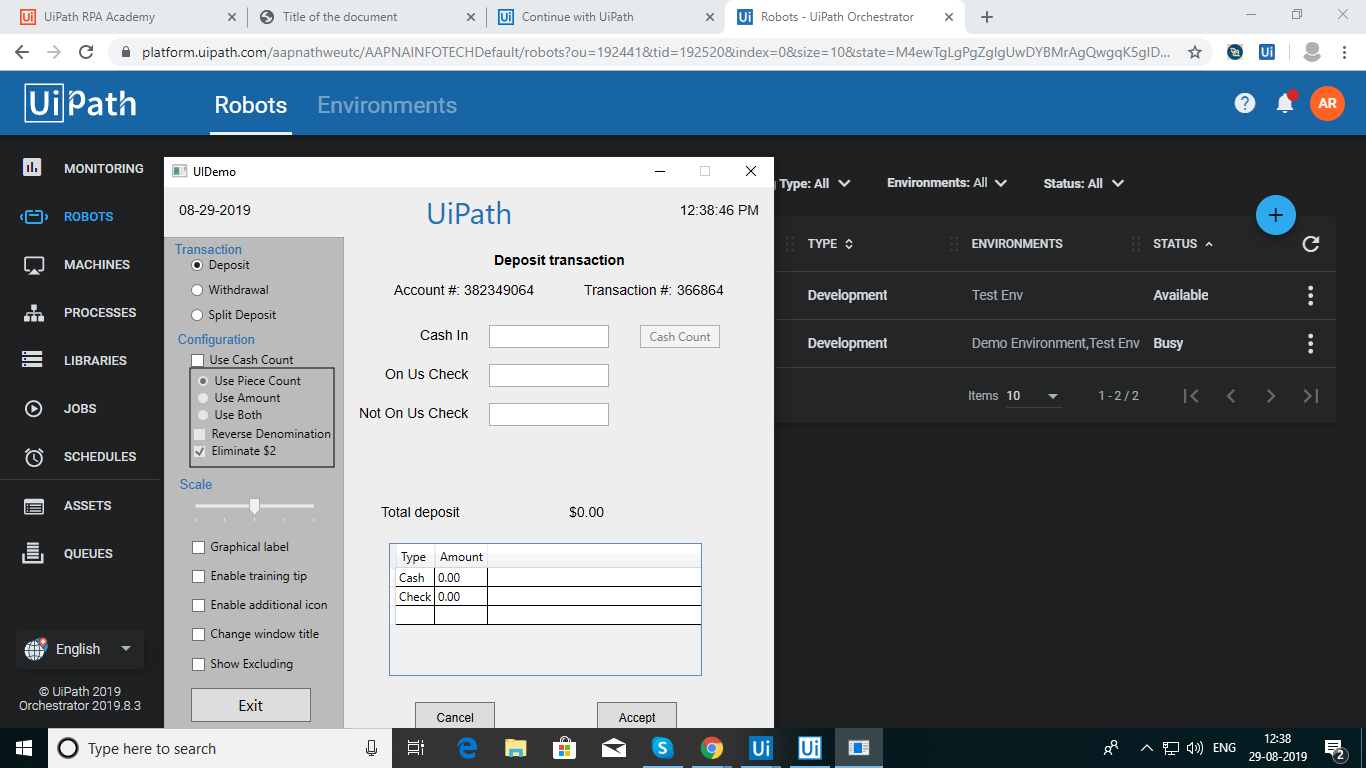 UiPath RPA Academy
Title of the document
Continue with UiPath
Robots - UiPath Orchestrator
platform.uipath.com/aapnathweutc/AAPNAINFOTECHDefault/robots?ou=192441&tid=192520&index=0&size=10&state=M4ewTgLgPgZgIgUwDYBMrAgQwgqK5gID...
UiPath
Robots
Environments
AR
MONITORING
ROBOTS
MACHINES
PROCESSES
LIBRARIES
JOBS
SCHEDULES
ASSETS
QUEUES
English
© UiPath 2019
Orchestrator 2019.8.3
Type: All
Environments: All
Status: All
TYPE
ENVIRONMENTS
STATUS
Development Test Env Available
Development Demo Environment,Test Env Busy
Items 10 1 - 2 / 2
UIDemo
08-29-2019
UiPath
12:38:46 PM
Transaction
Deposit
Withdrawal
Split Deposit
Configuration
Use Cash Count
Use Piece Count
Use Amount
Use Both
Reverse Denomination
Eliminate $2
Scale
Graphical label
Enable training tip
Enable additional icon
Change window title
Show Excluding
Exit
Deposit transaction
Account #: 382349064 Transaction #: 366864
Cash In
Cash Count
On Us Check
Not On Us Check
Total deposit $0.00
Type Amount
Cash 0.00
Check 0.00
Cancel
Accept
Type here to search
ENG
12:38
29-08-2019
2